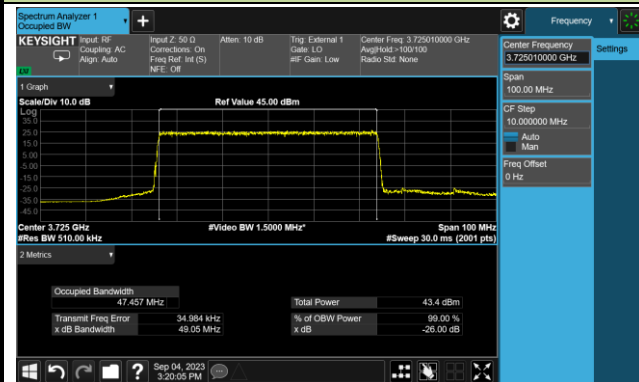 Spectrum Analyzer 1
Occupied BW
Frequency
KEYSIGHT
Input: RF
Coupling: AC
Align: Auto
Input Z: 50 Ω
Corrections: On
Freq Ref: Int (S)
NFE: Off
Atten: 10 dB
Trig: External 1
Gate: LO
#IF Gain: Low
Center Freq: 3.725010000 GHz
Avg|Hold:>100/100
Radio Std: None
Center Frequency
3.725010000 GHz
Settings
Span
100.00 MHz
CF Step
10.000000 MHz
Auto
Man
Freq Offset
0 Hz
1 Graph
Scale/Div 10.0 dB
Ref Value 45.00 dBm
Log
35.0
25.0
15.0
5.00
-5.00
-15.0
-25.0
-35.0
-45.0
Center 3.725 GHz
#Video BW 1.5000 MHz*
Span 100 MHz
#Res BW 510.00 kHz
#Sweep 30.0 ms (2001 pts)
2 Metrics
Occupied Bandwidth
47.457 MHz
Total Power
43.4 dBm
Transmit Freq Error
34.984 kHz
% of OBW Power
99.00 %
x dB Bandwidth
49.05 MHz
x dB
-26.00 dB
Sep 04, 2023
3:20:05 PM